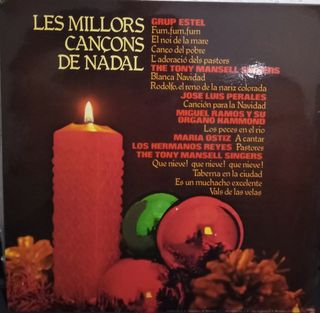 LES MILLORS
CANÇONS
DE NADAL
GRUP ESTEL
Fum, fum, fum
El noi de la mare
Canco del pobre
L'adoració dels pastors
THE TONY MANSELL SINGERS
Blanca Navidad
Rodolfo, el reno de la nariz colorada
JOSE LUIS PERALES
Canción para la Navidad
MIGUEL RAMOS Y SU
ORGANO HAMMOND
Los peces en el rio
MARIA OSTIZ A cantar
LOS HERMANOS REYES Pastores
THE TONY MANSELL SINGERS
Que nieve! que nieve! que nieve!
Taberna en la ciudad
Es un muchacho excelente
Vals de las velas